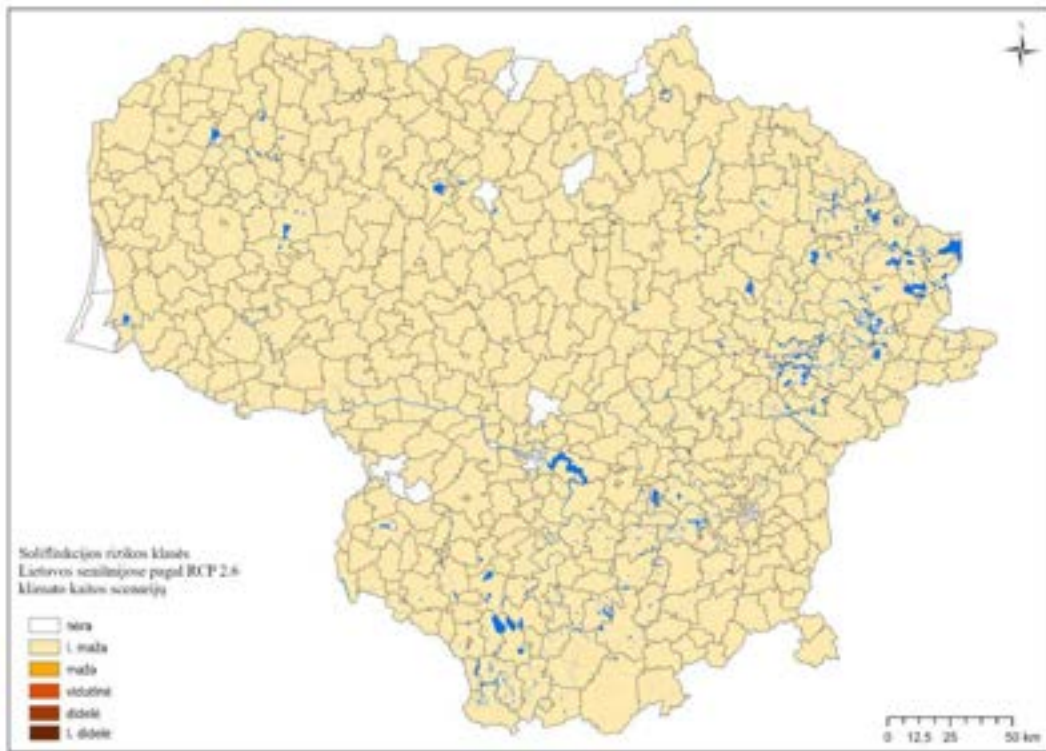 Solifliukcijos rizikos klasės
Lietuvos seniūnijose pagal RCP 2.6
klimato kaitos scenarijų
nėra
l. maža
maža
vidutinė
didelė
l. didelė
0 12,5 25 50 km